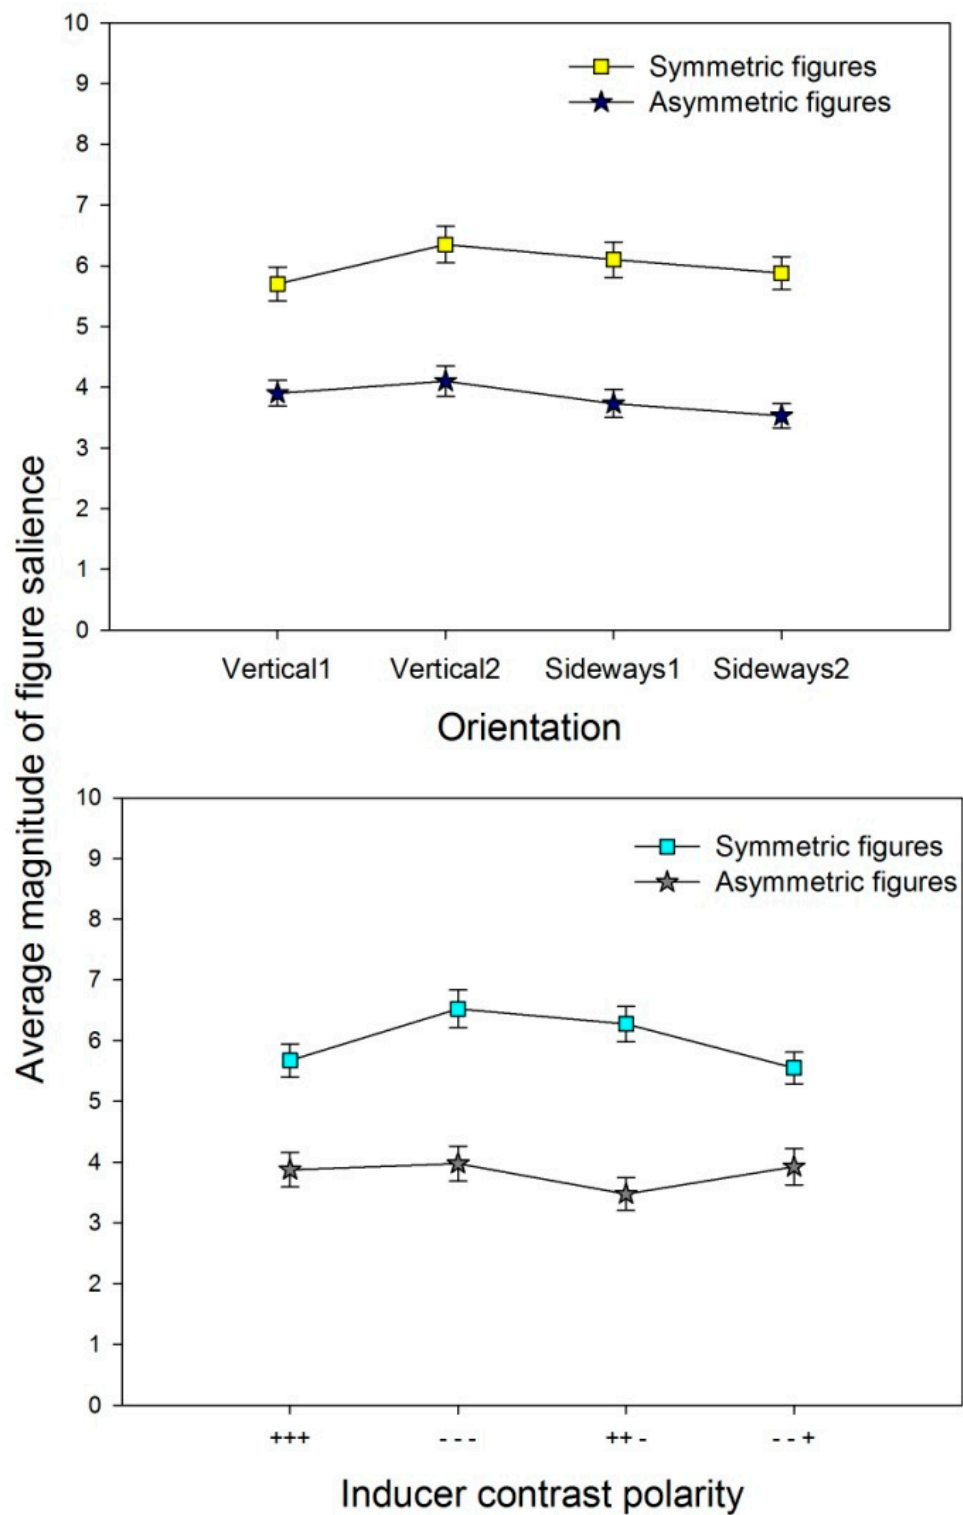 Average magnitude of figure salience
10
9
8
7
6
5
4
3
2
1
0
Symmetric figures
Asymmetric figures
Vertical1 Vertical2 Sideways1 Sideways2
Orientation
10
9
8
7
6
5
4
3
2
1
0
Symmetric figures
Asymmetric figures
+++ - - - ++ - - - +
Inducer contrast polarity